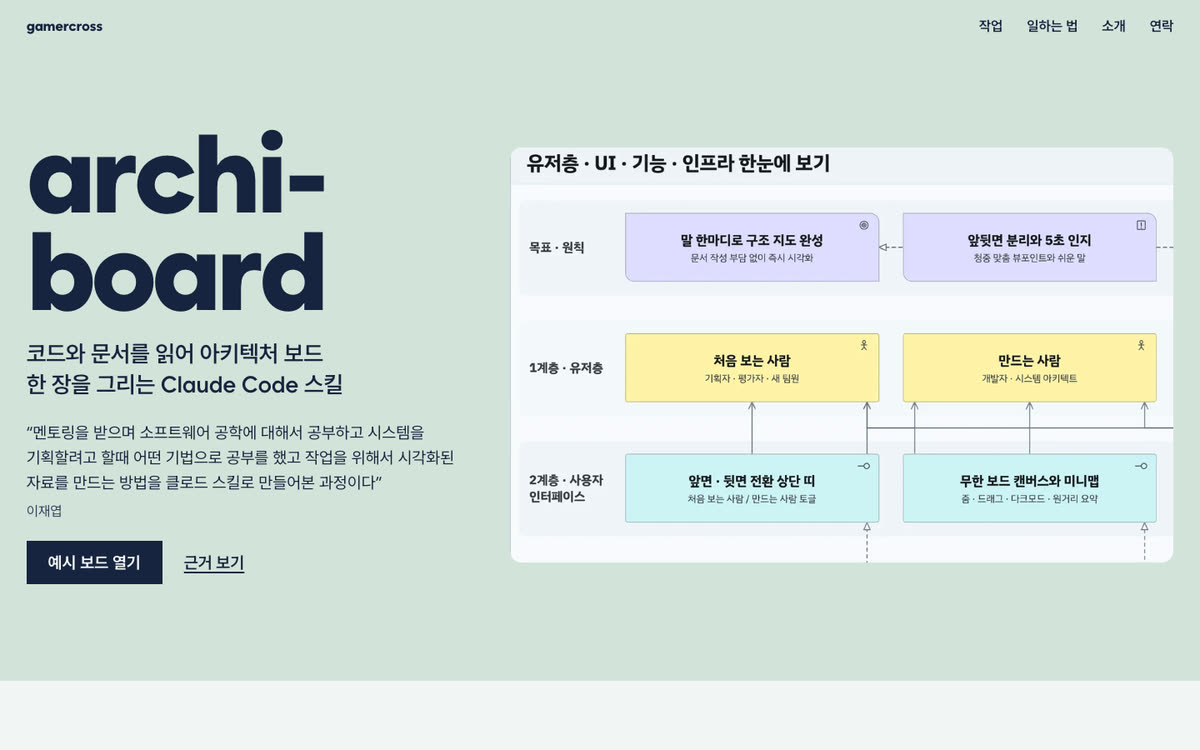 gamercross
작업
일하는 법
소개
연락
archi-
board
코드와 문서를 읽어 아키텍처 보드
한 장을 그리는 Claude Code 스킬
“멘토링을 받으며 소프트웨어 공학에 대해서 공부하고 시스템을
기획할려고 할때 어떤 기법으로 공부를 했고 작업을 위해서 시각화된
자료를 만드는 방법을 클로드 스킬로 만들어본 과정이다”
이재엽
예시 보드 열기
근거 보기
유저층 · UI · 기능 · 인프라 한눈에 보기
목표 · 원칙
말 한마디로 구조 지도 완성
문서 작성 부담 없이 즉시 시각화
앞뒷면 분리와 5초 인지
청중 맞춤 뷰포인트와 쉬운 말
1계층 · 유저층
처음 보는 사람
기획자 · 평가자 · 새 팀원
만드는 사람
개발자 · 시스템 아키텍트
2계층 · 사용자
인터페이스
앞면 · 뒷면 전환 상단 띠
처음 보는 사람 / 만드는 사람 토글
무한 보드 캔버스와 미니맵
줌 · 드래그 · 다크모드 · 원거리 요약